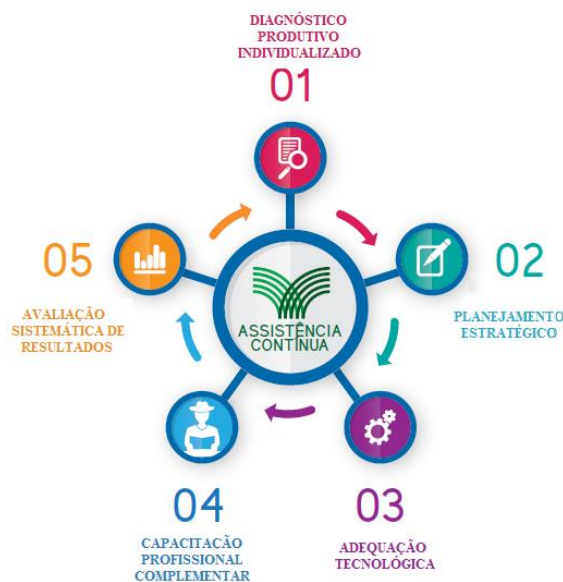 DIAGNÓSTICO
PRODUTIVO
INDIVIDUALIZADO
01
02
PLANEJAMENTO
ESTRATÉGICO
03
ADEQUAÇÃO
TECNOLÓGICA
04
CAPACITAÇÃO
PROFISSIONAL
COMPLEMENTAR
05
AVALIAÇÃO
SISTEMÁTICA DE
RESULTADOS
ASSISTÊNCIA
CONTÍNUA